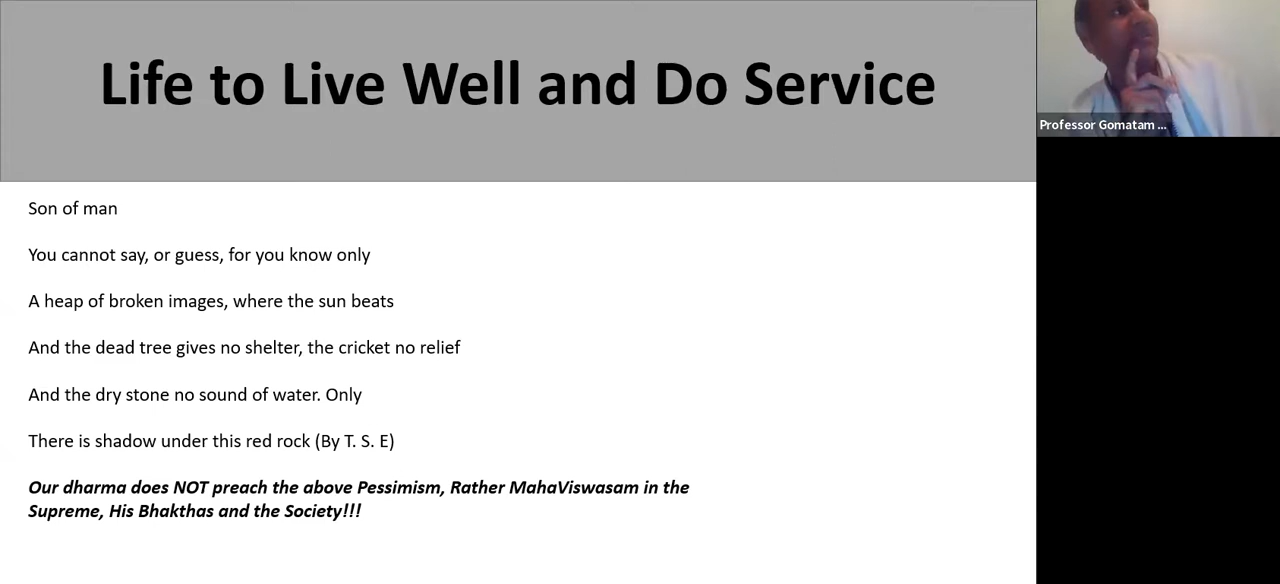 Life to Live Well and Do Service
Professor Gomatam ...
Son of man
You cannot say, or guess, for you know only
A heap of broken images, where the sun beats
And the dead tree gives no shelter, the cricket no relief
And the dry stone no sound of water. Only
There is shadow under this red rock (By T. S. E)
Our dharma does NOT preach the above Pessimism, Rather MahaViswasam in the
Supreme, His Bhakthas and the Society!!!